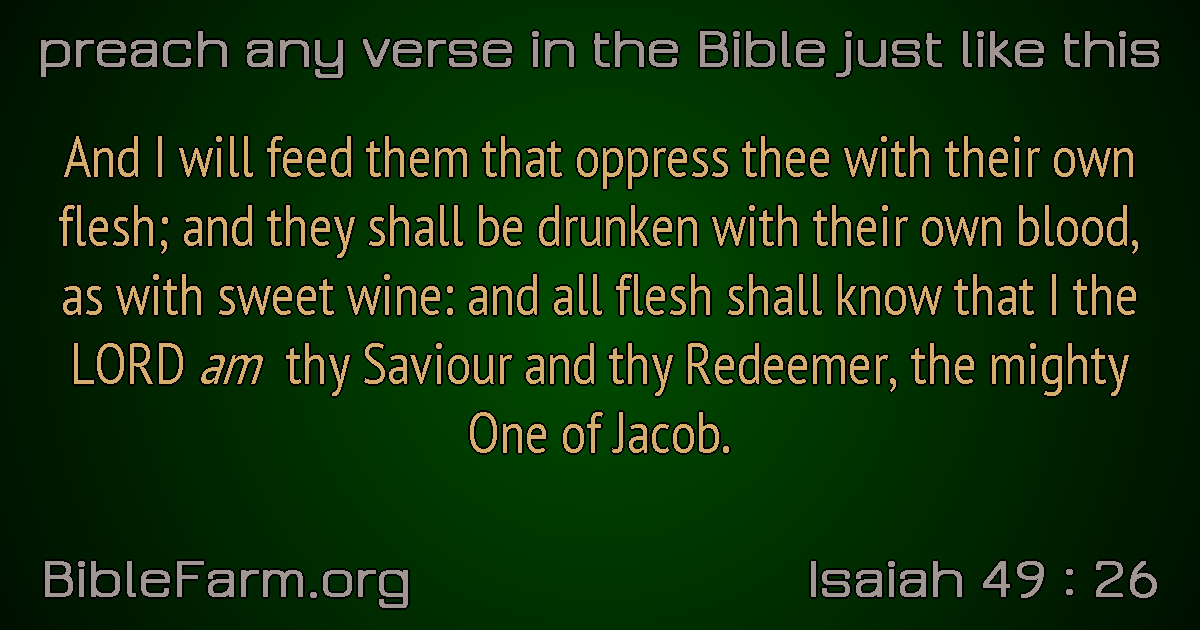 preach any verse in the Bible just like this
And I will feed them that oppress thee with their own
flesh; and they shall be drunken with their own blood,
as with sweet wine: and all flesh shall know that I the
LORD am thy Saviour and thy Redeemer, the mighty
One of Jacob.
BibleFarm.org
Isaiah 49 : 26